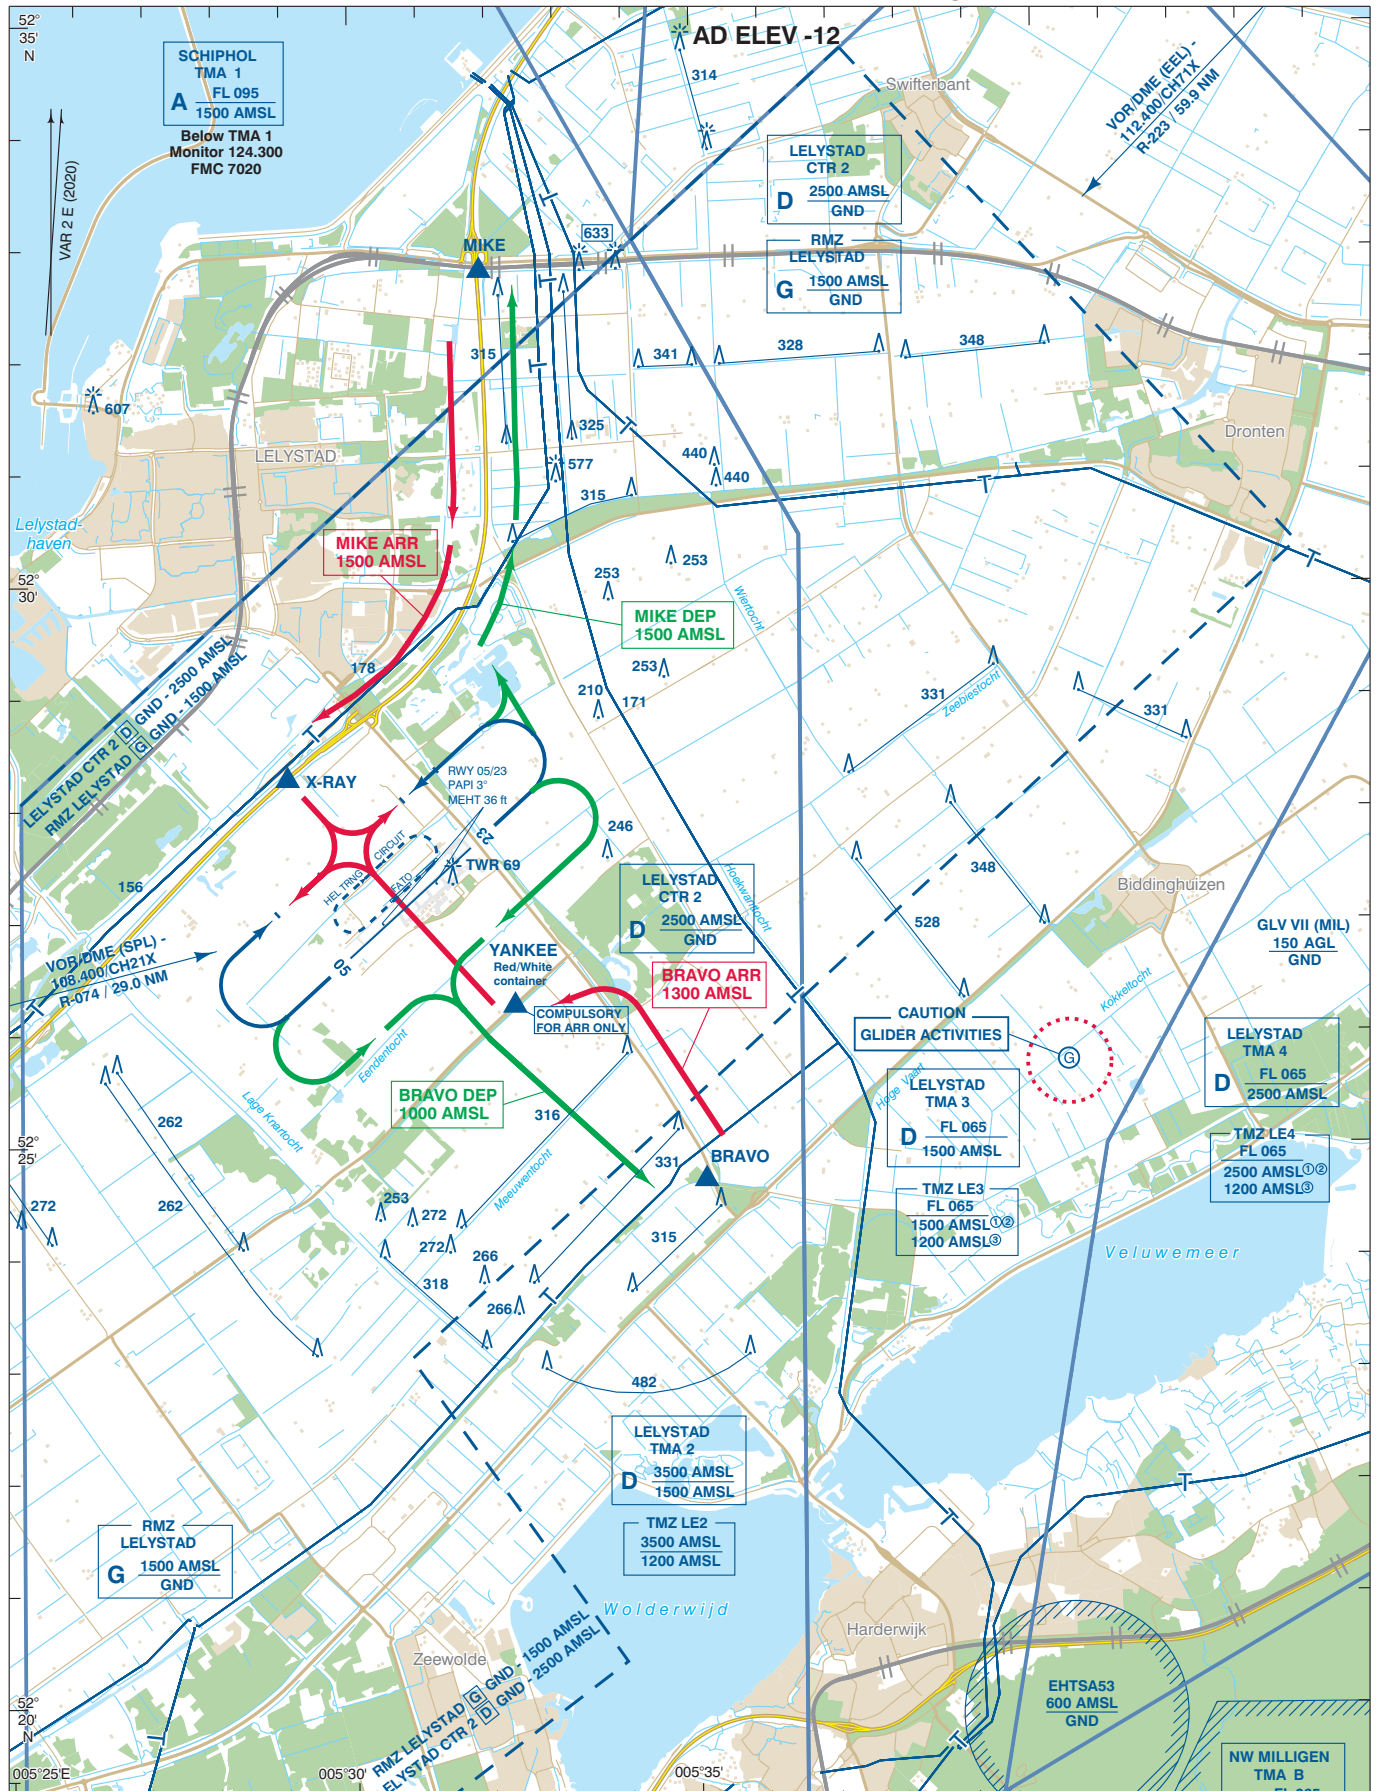 52°
35'
N
SCHIPHOL
TMA 1
A FL 095
1500 AMSL
Below TMA 1
Monitor 124.300
FMC 7020
VAR 2 E (2020)
AD ELEV -12
314
Swifterbant
VOR/DME (EEL) -
112.400/CH71X
R-223 / 59.9 NM
LELYSTAD
CTR 2
D 2500 AMSL
GND
RMZ
LELYSTAD
G 1500 AMSL
GND
MIKE
633
315
341
328
348
607
325
LELYSTAD
577
440
440
315
Dronten
Lelystad-
haven
MIKE ARR
1500 AMSL
253
253
Wiertocht
52°
30'
MIKE DEP
1500 AMSL
178
253
210
171
331
Zeebiestocht
331
LELYSTAD CTR 2 D GND - 2500 AMSL
RMZ LELYSTAD G GND - 1500 AMSL
X-RAY
RWY 05/23
PAPI 3°
MEHT 36 ft
23
246
HEL TRNG
CIRCUIT
FATO
TWR 69
348
Biddinghuizen
156
LELYSTAD
CTR 2
D 2500 AMSL
GND
Hoekwanttocht
528
GLV VII (MIL)
150 AGL
GND
VOR/DME (SPL) -
108.400/CH21X
R-074 / 29.0 NM
05
YANKEE
Red/White
container
COMPULSORY
FOR ARR ONLY
BRAVO ARR
1300 AMSL
Kokkeltocht
CAUTION
GLIDER ACTIVITIES
G
LELYSTAD
TMA 4
D FL 065
2500 AMSL
Eendentocht
Hoge Vaart
LELYSTAD
TMA 3
D FL 065
1500 AMSL
BRAVO DEP
1000 AMSL
316
262
Lage Knartocht
52°
25'
TMZ LE4
FL 065
2500 AMSL①②
1200 AMSL③
331
BRAVO
Meeuwentocht
TMZ LE3
FL 065
1500 AMSL①②
1200 AMSL③
272
262
253
272
272
315
266
318
266
Veluwemeer
482
LELYSTAD
TMA 2
D 3500 AMSL
1500 AMSL
TMZ LE2
3500 AMSL
1200 AMSL
RMZ
LELYSTAD
G 1500 AMSL
GND
Wolderwijd
Harderwijk
Zeewolde
RMZ LELYSTAD G GND - 1500 AMSL
ELYSTAD CTR 2 D GND - 2500 AMSL
EHTSA53
600 AMSL
GND
52°
20'
N
NW MILLIGEN
TMA B
005°25'E
005°30'
005°35'